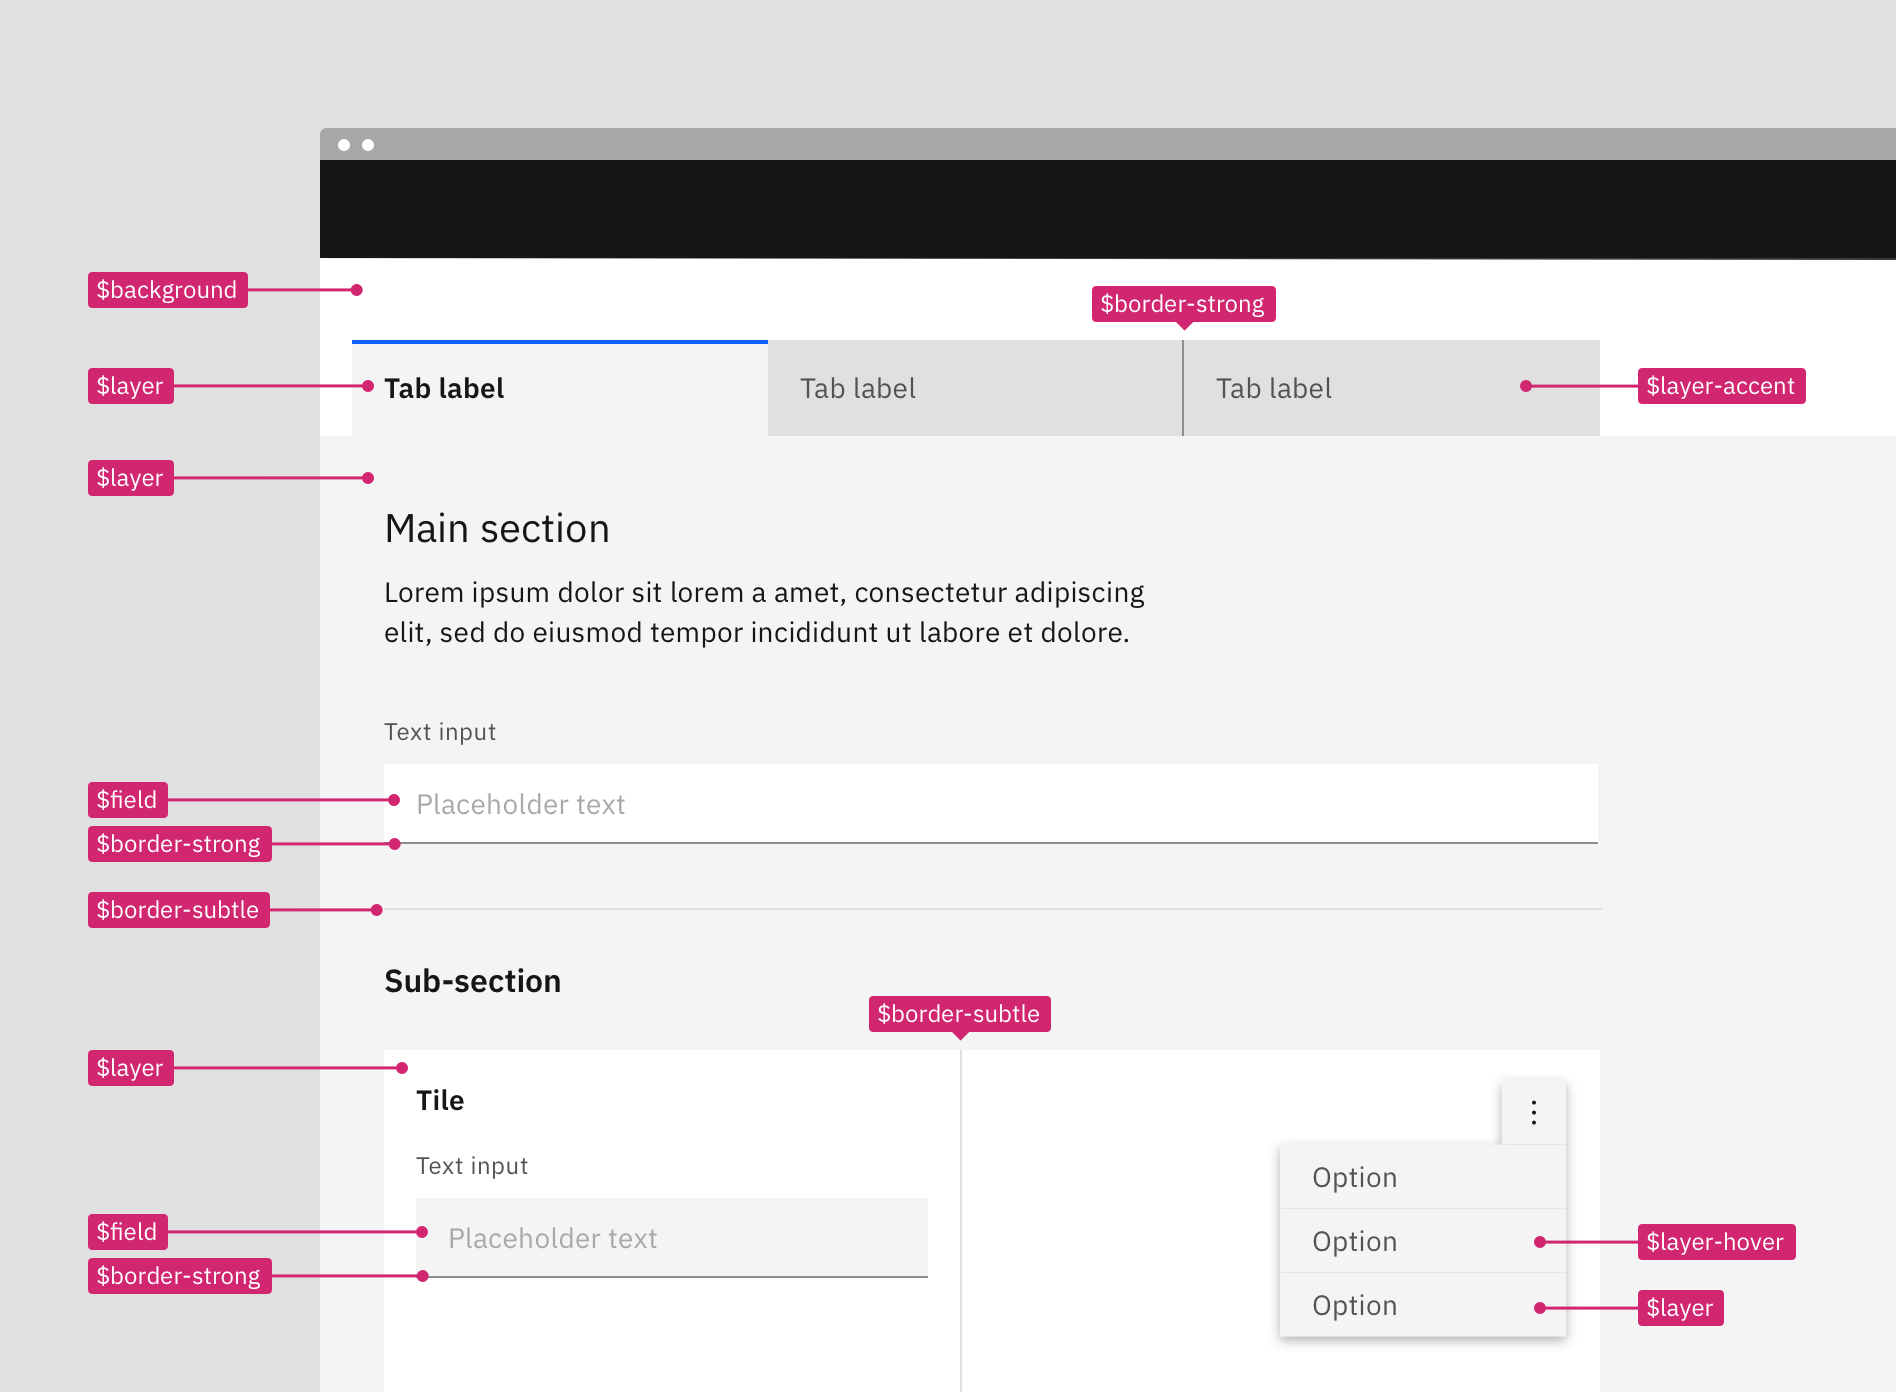 $background
$border-strong
$layer
Tab label
Tab label
Tab label
$layer-accent
$layer
Main section
Lorem ipsum dolor sit lorem a amet, consectetur adipiscing
elit, sed do eiusmod tempor incididunt ut labore et dolore.
Text input
$field
Placeholder text
$border-strong
$border-subtle
Sub-section
$border-subtle
$layer
Tile
Text input
Option
$field
Placeholder text
Option
$layer-hover
$border-strong
Option
$layer